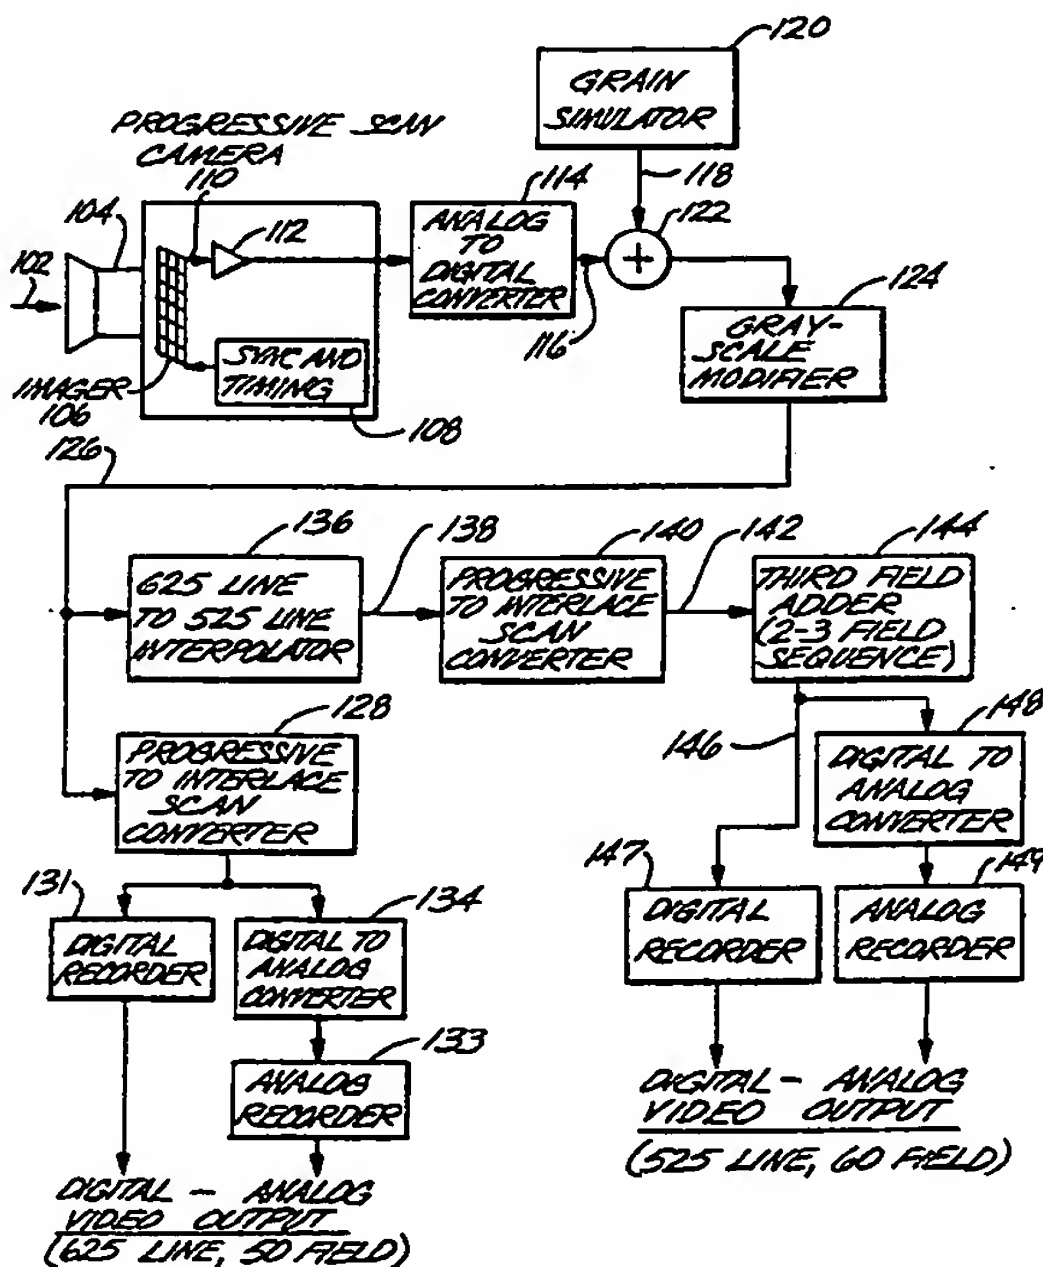 120
GRAIN
SIMULATOR
118
122
PROGRESSIVE SCAN
CAMERA
110
104
102
112
IMAGER
106
SYNC AND
TIMING
108
114
ANALOG
TO
DIGITAL
CONVERTER
116
+
124
GRAY-
SCALE
MODIFIER
126
136
625 LINE
TO 525 LINE
INTERPOLATOR
138
140
PROGRESSIVE
TO INTERLACE
SCAN
CONVERTER
142
144
THIRD FIELD
ADDER
(2-3 FIELD
SEQUENCE)
128
PROGRESSIVE
TO INTERLACE
SCAN
CONVERTER
146
148
DIGITAL TO
ANALOG
CONVERTER
131
DIGITAL
RECORDER
134
DIGITAL TO
ANALOG
CONVERTER
147
DIGITAL
RECORDER
149
ANALOG
RECORDER
133
ANALOG
RECORDER
DIGITAL - ANALOG
VIDEO OUTPUT
(525 LINE, 60 FIELD)
DIGITAL - ANALOG
VIDEO OUTPUT
(625 LINE, 50 FIELD)